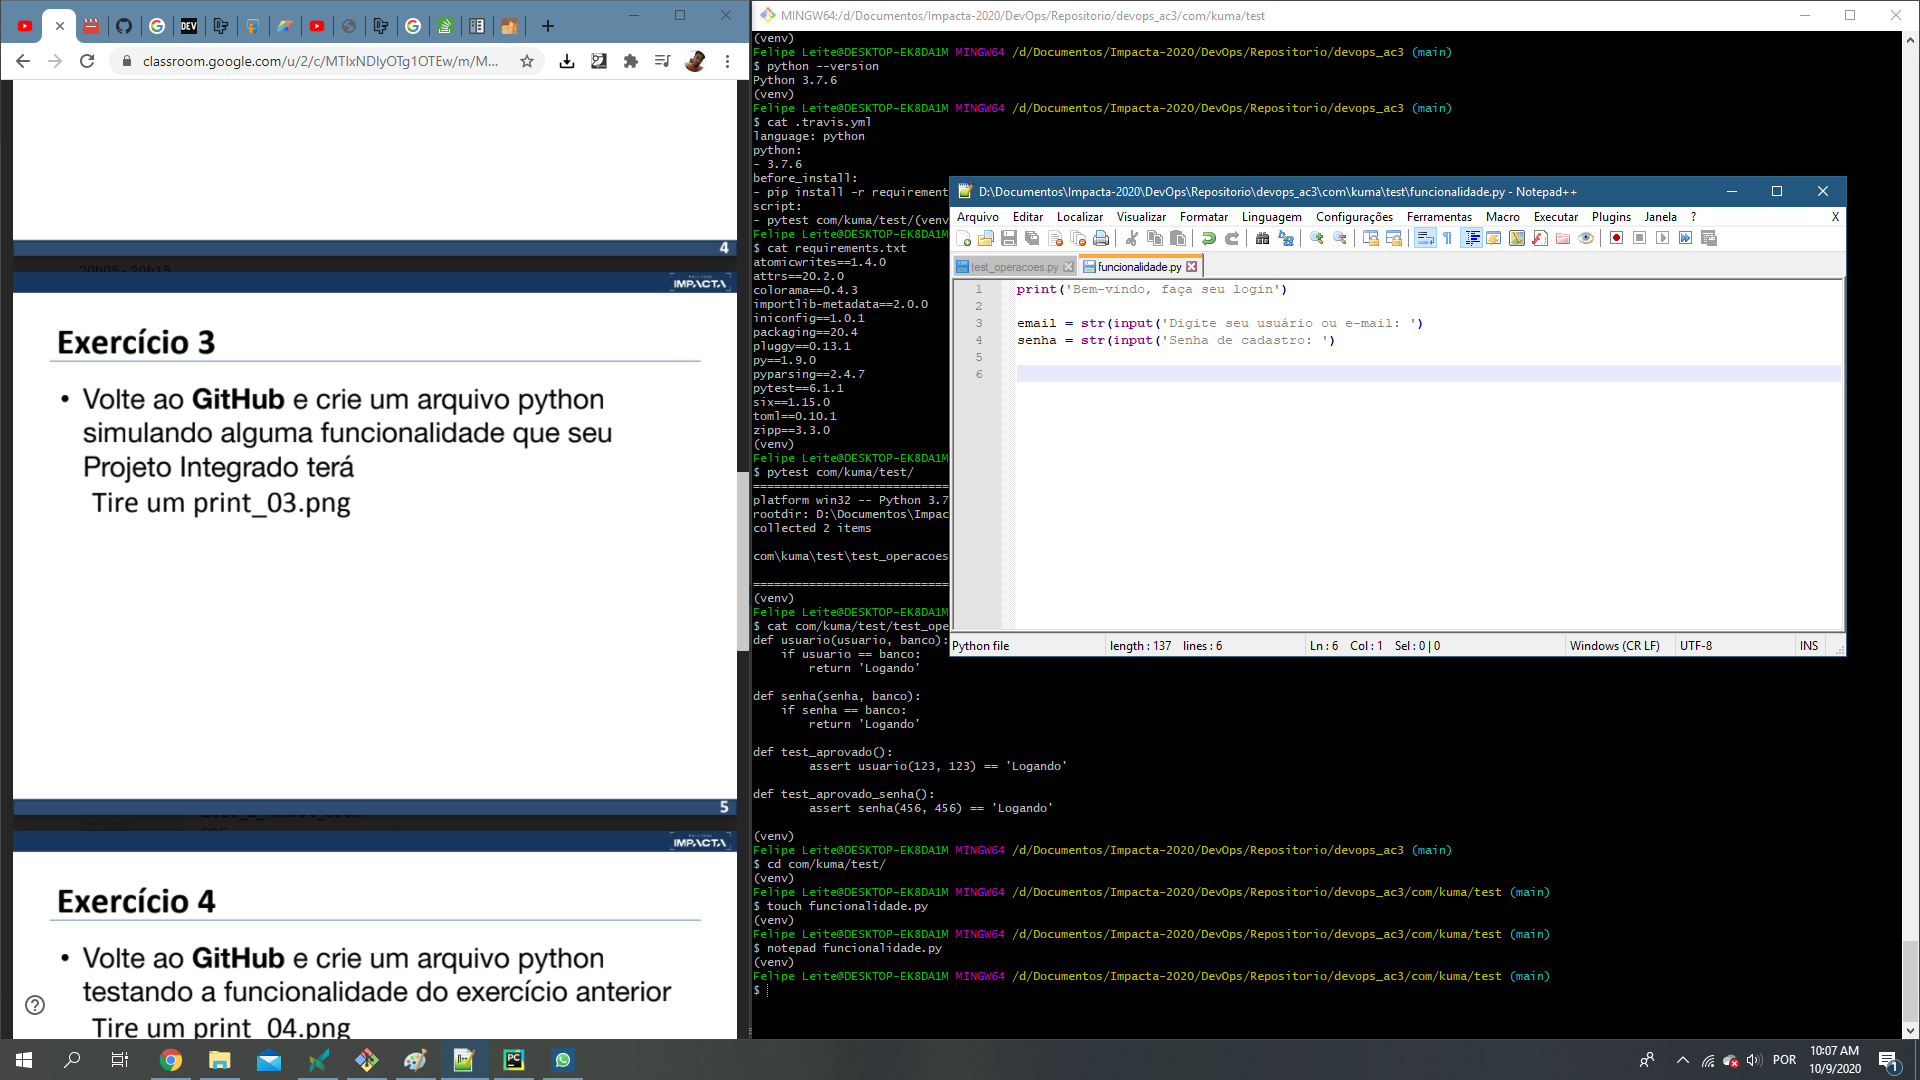 classroom.google.com/u/2/c/MTIxNDIyOTg1OTEw/m/M...
4
20h05 - 20h15
IMPACTA
Exercício 3
• Volte ao GitHub e crie um arquivo python
simulando alguma funcionalidade que seu
Projeto Integrado terá
Tire um print_03.png
5
IMPACTA
Exercício 4
• Volte ao GitHub e crie um arquivo python
testando a funcionalidade do exercício anterior
Tire um print_04.png
MINGW64:/d/Documentos/Impacta-2020/DevOps/Repositorio/devops_ac3/com/kuma/test
(venv)
Felipe Leite@DESKTOP-EK8DA1M MINGW64 /d/Documentos/Impacta-2020/DevOps/Repositorio/devops_ac3 (main)
$ python --version
Python 3.7.6
(venv)
Felipe Leite@DESKTOP-EK8DA1M MINGW64 /d/Documentos/Impacta-2020/DevOps/Repositorio/devops_ac3 (main)
$ cat .travis.yml
language: python
python:
- 3.7.6
before_install:
- pip install -r requirement
script:
- pytest com/kuma/test/(venv
Felipe Leite@DESKTOP-EK8DA1M
$ cat requirements.txt
atomicwrites==1.4.0
attrs==20.2.0
colorama==0.4.3
importlib-metadata==2.0.0
iniconfig==1.0.1
packaging==20.4
pluggy==0.13.1
py==1.9.0
pyparsing==2.4.7
pytest==6.1.1
six==1.15.0
toml==0.10.1
zipp==3.3.0
(venv)
Felipe Leite@DESKTOP-EK8DA1M
$ pytest com/kuma/test/
============================
platform win32 -- Python 3.7
rootdir: D:\Documentos\Impac
collected 2 items
com\kuma\test\test_operacoes
============================
(venv)
Felipe Leite@DESKTOP-EK8DA1M
$ cat com/kuma/test/test_ope
def usuario(usuario, banco):
    if usuario == banco:
        return 'Logando'
def senha(senha, banco):
    if senha == banco:
        return 'Logando'
def test_aprovado():
        assert usuario(123, 123) == 'Logando'
def test_aprovado_senha():
        assert senha(456, 456) == 'Logando'
(venv)
Felipe Leite@DESKTOP-EK8DA1M MINGW64 /d/Documentos/Impacta-2020/DevOps/Repositorio/devops_ac3 (main)
$ cd com/kuma/test/
(venv)
Felipe Leite@DESKTOP-EK8DA1M MINGW64 /d/Documentos/Impacta-2020/DevOps/Repositorio/devops_ac3/com/kuma/test (main)
$ touch funcionalidade.py
(venv)
Felipe Leite@DESKTOP-EK8DA1M MINGW64 /d/Documentos/Impacta-2020/DevOps/Repositorio/devops_ac3/com/kuma/test (main)
$ notepad funcionalidade.py
(venv)
Felipe Leite@DESKTOP-EK8DA1M MINGW64 /d/Documentos/Impacta-2020/DevOps/Repositorio/devops_ac3/com/kuma/test (main)
$
D:\Documentos\Impacta-2020\DevOps\Repositorio\devops_ac3\com\kuma\test\funcionalidade.py - Notepad++
Arquivo Editar Localizar Visualizar Formatar Linguagem Configurações Ferramentas Macro Executar Plugins Janela ? X
test_operacoes.py funcionalidade.py
1 print('Bem-vindo, faça seu login')
2
3 email = str(input('Digite seu usuário ou e-mail: ')
4 senha = str(input('Senha de cadastro: ')
5
6
Python file length : 137 lines : 6 Ln : 6 Col : 1 Sel : 0 | 0 Windows (CR LF) UTF-8 INS
POR
10:07 AM
10/9/2020
1